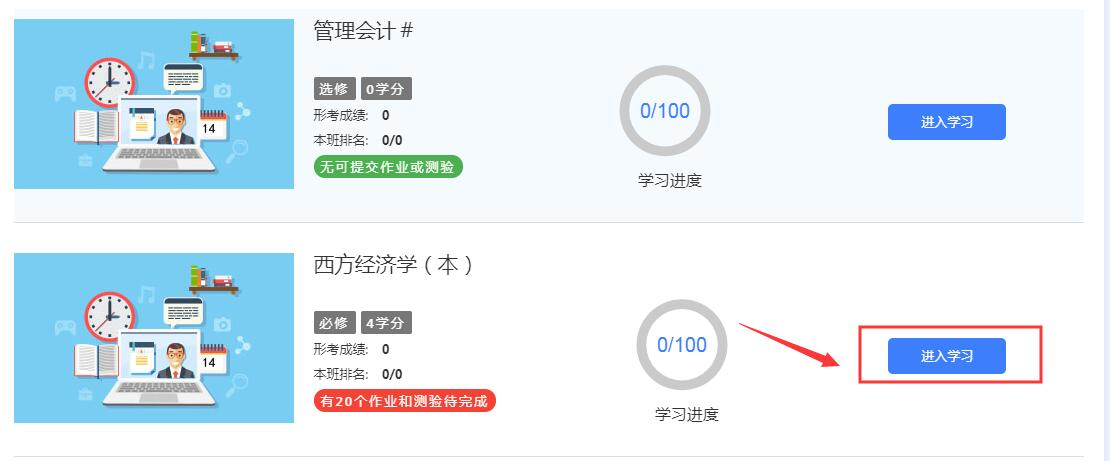 管理会计#
选修 0学分
形考成绩: 0
本班排名: 0/0
无可提交作业或测验
0/100
学习进度
进入学习
14
西方经济学（本）
必修 4学分
形考成绩: 0
本班排名: 0/0
有20个作业和测验待完成
0/100
学习进度
进入学习
14